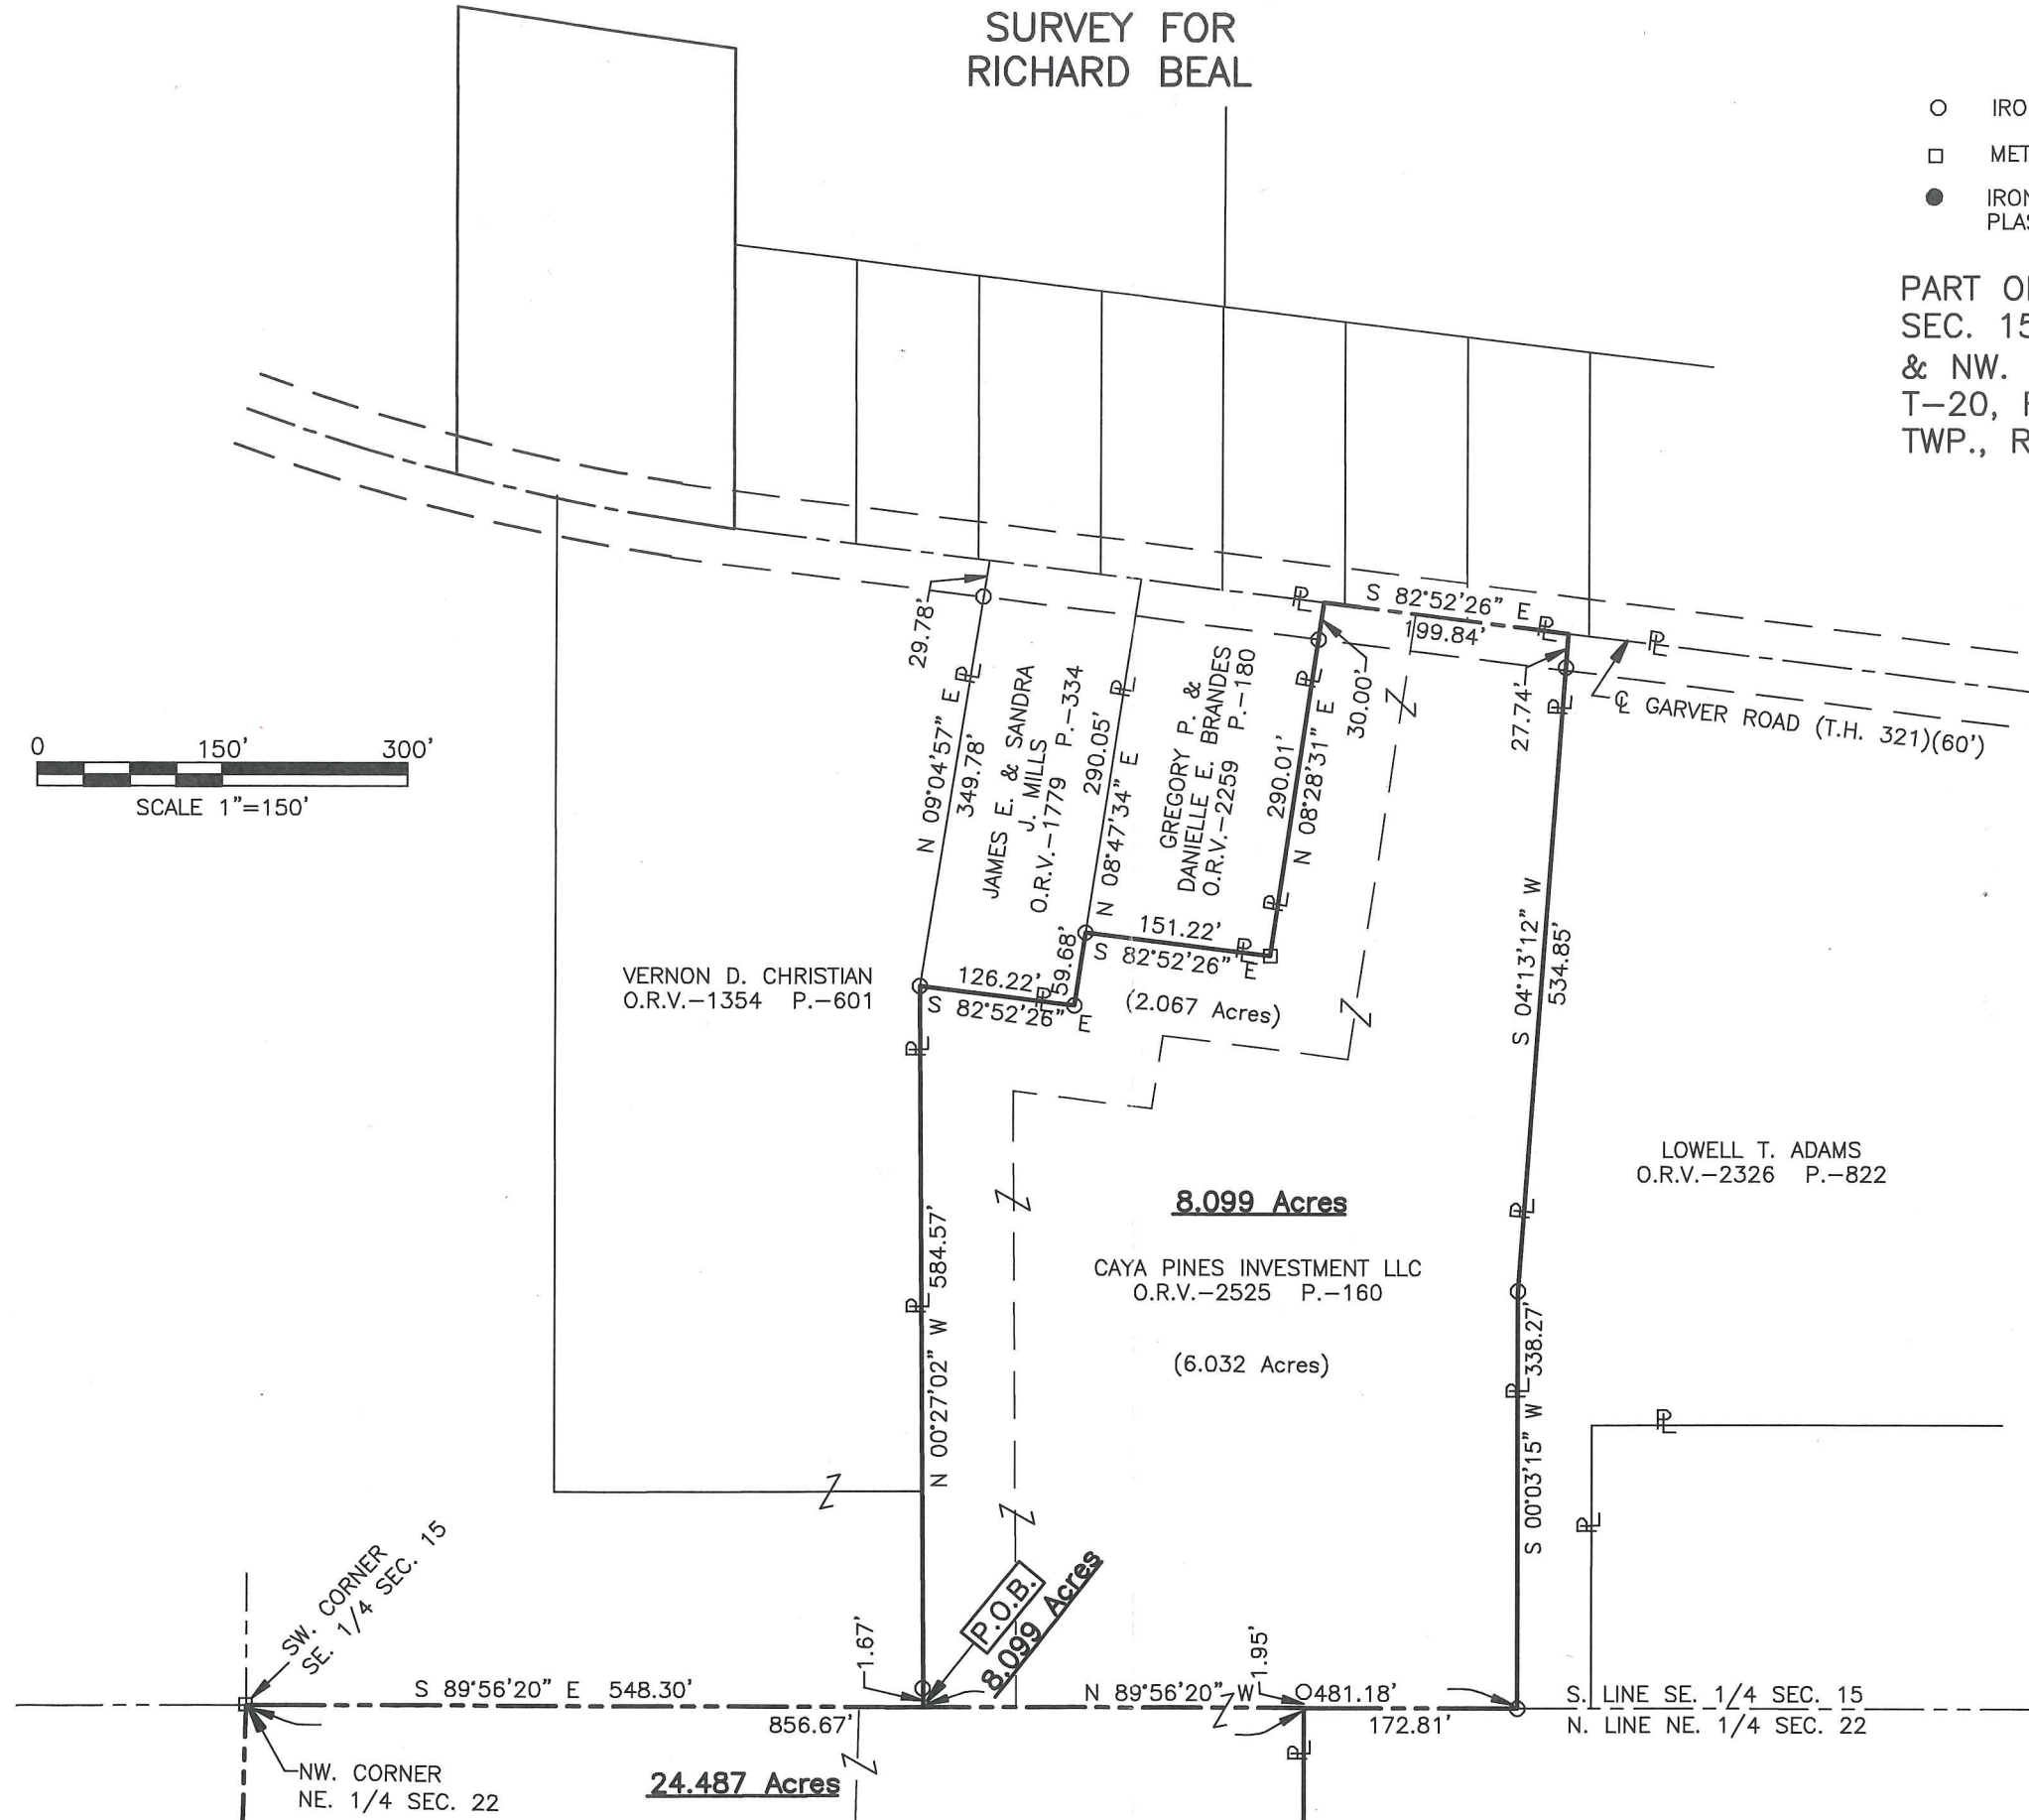 SURVEY FOR
RICHARD BEAL
○ IRO
□ MET
● IRON
PLAS
PART OF
SEC. 15
& NW.
T-20, R
TWP., R
0 150' 300'
SCALE 1"=150'
29.78'
N 09°04'57" E
349.78'
JAMES E. & SANDRA
J. MILLS
O.R.V.-1779 P.-334
290.05'
N 08°47'34" E
GREGORY P. &
DANIELLE E. BRANDES
O.R.V.-2259 P.-180
290.01'
N 08°28'31" E
30.00'
S 82°52'26" E
199.84'
27.74'
℄ GARVER ROAD (T.H. 321)(60')
S 04°13'12" W
534.85'
VERNON D. CHRISTIAN
O.R.V.-1354 P.-601
126.22'
S 82°52'26" E
59.68'
151.22'
S 82°52'26" E
(2.067 Acres)
LOWELL T. ADAMS
O.R.V.-2326 P.-822
8.099 Acres
CAYA PINES INVESTMENT LLC
O.R.V.-2525 P.-160
(6.032 Acres)
N 00°27'02" W 584.57'
S 00°03'15" W 338.27'
SW. CORNER
SE. 1/4 SEC. 15
P.O.B.
8.099 Acres
1.67'
1.95'
S 89°56'20" E 548.30'
N 89°56'20" W 481.18'
S. LINE SE. 1/4 SEC. 15
856.67'
172.81'
N. LINE NE. 1/4 SEC. 22
NW. CORNER
NE. 1/4 SEC. 22
24.487 Acres